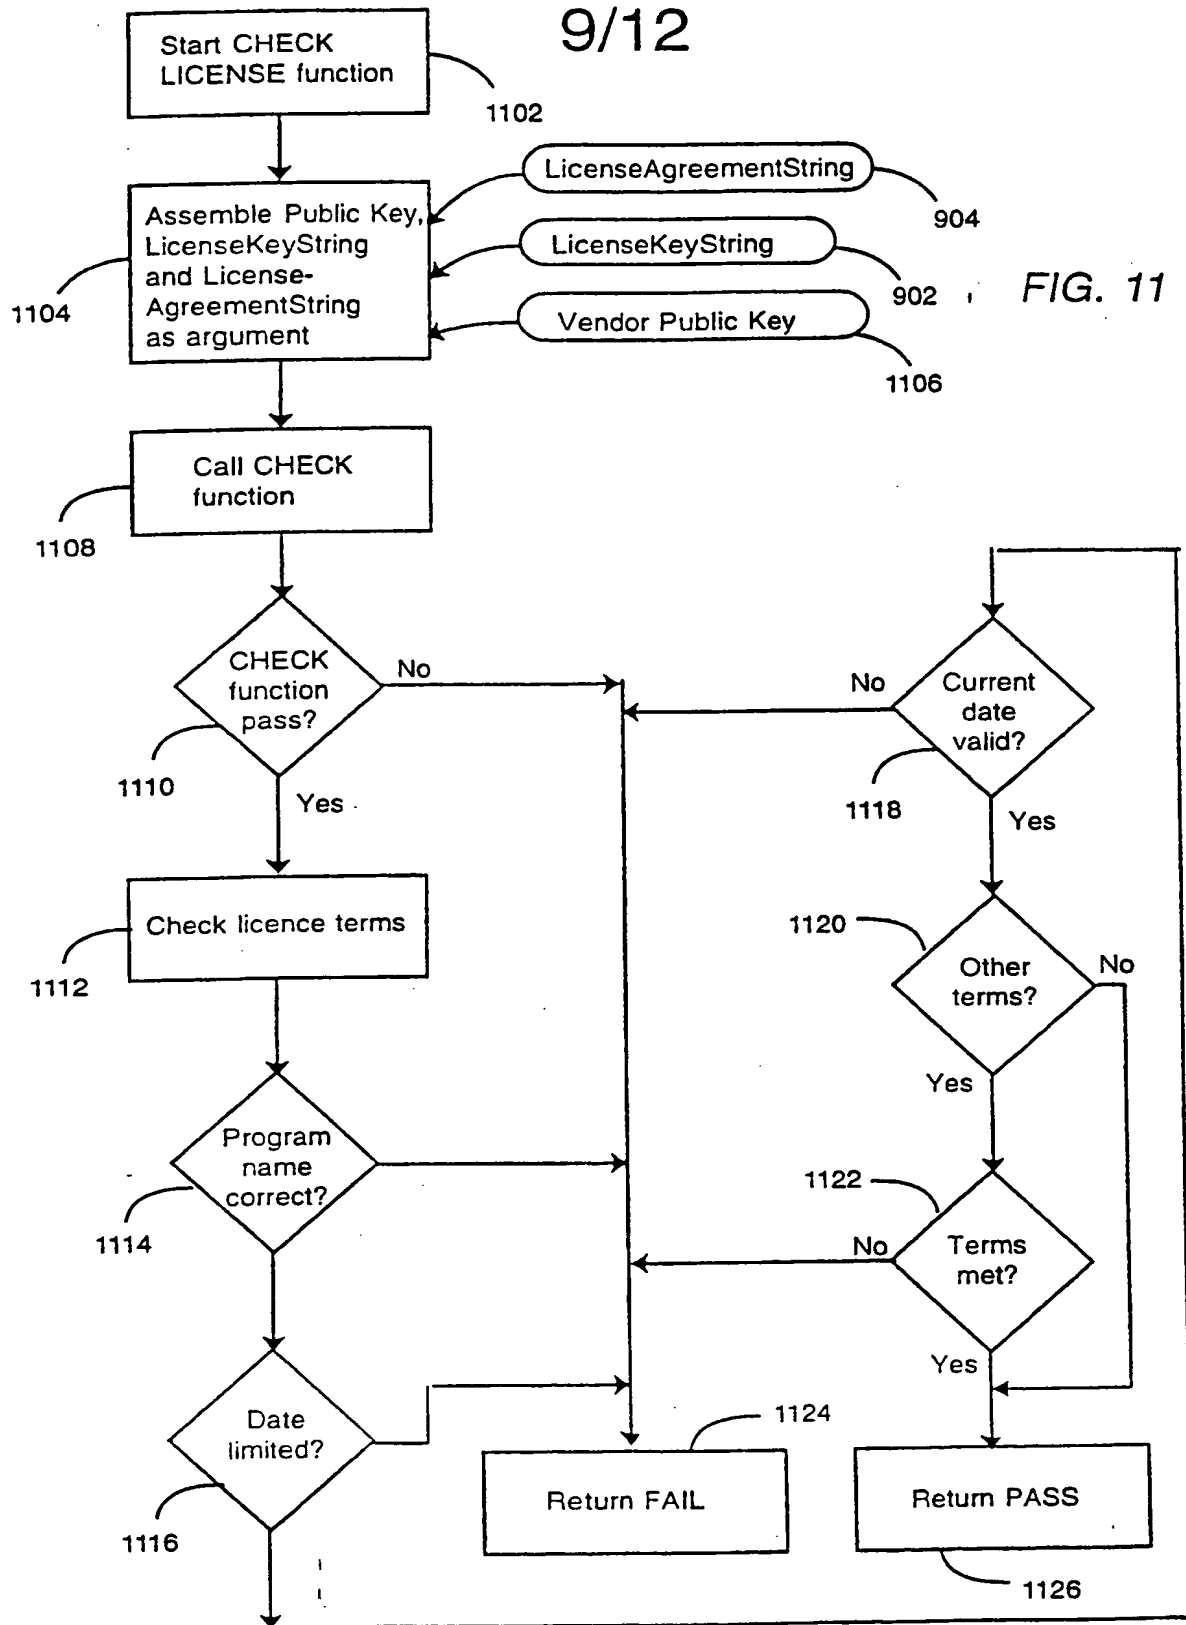 9/12
Start CHECK
LICENSE function
1102
LicenseAgreementString
904
Assemble Public Key,
LicenseKeyString
and License-
AgreementString
as argument
1104
LicenseKeyString
902
FIG. 11
Vendor Public Key
1106
Call CHECK
function
1108
CHECK
function
pass?
No
1110
Yes
No
Current
date
valid?
1118
Yes
Check licence terms
1112
1120
Other
terms?
No
Yes
Program
name
correct?
1114
1122
Terms
met?
No
Yes
Date
limited?
1116
1124
Return FAIL
Return PASS
1126